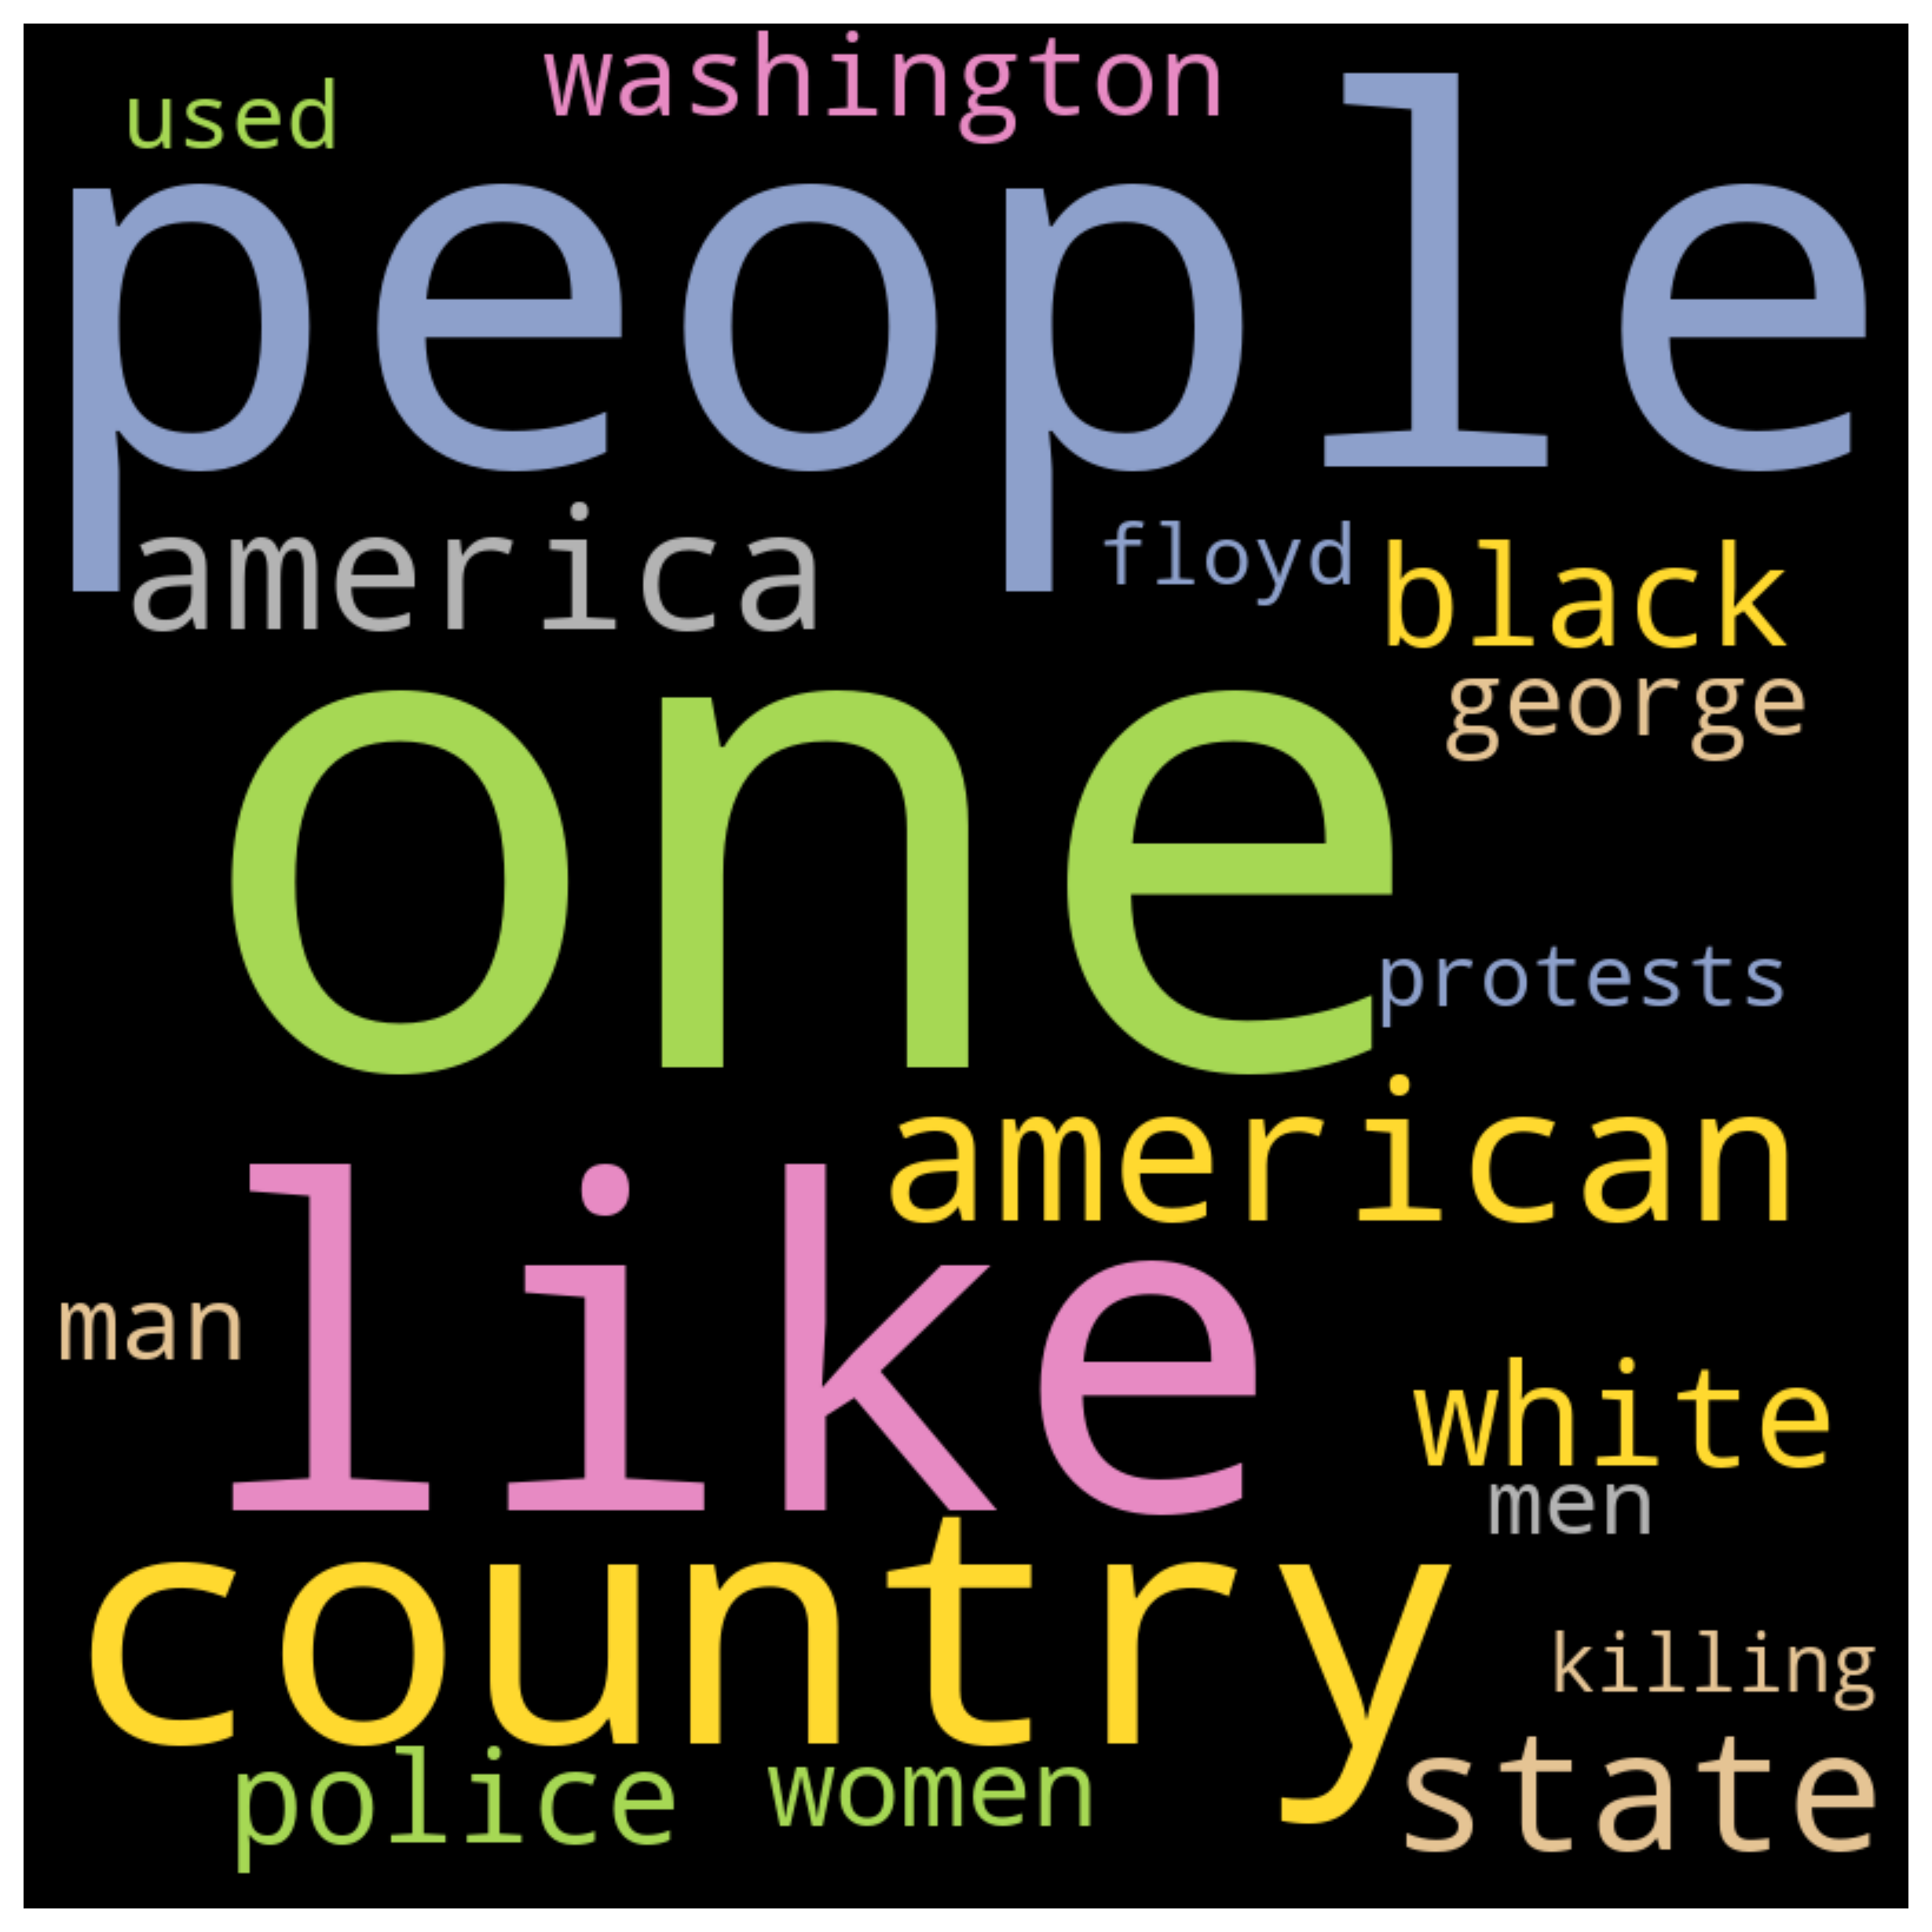 washington
used
people
america
floyd
black
george
one
protests
american
like
man
white
men
country
killing
police
women
state